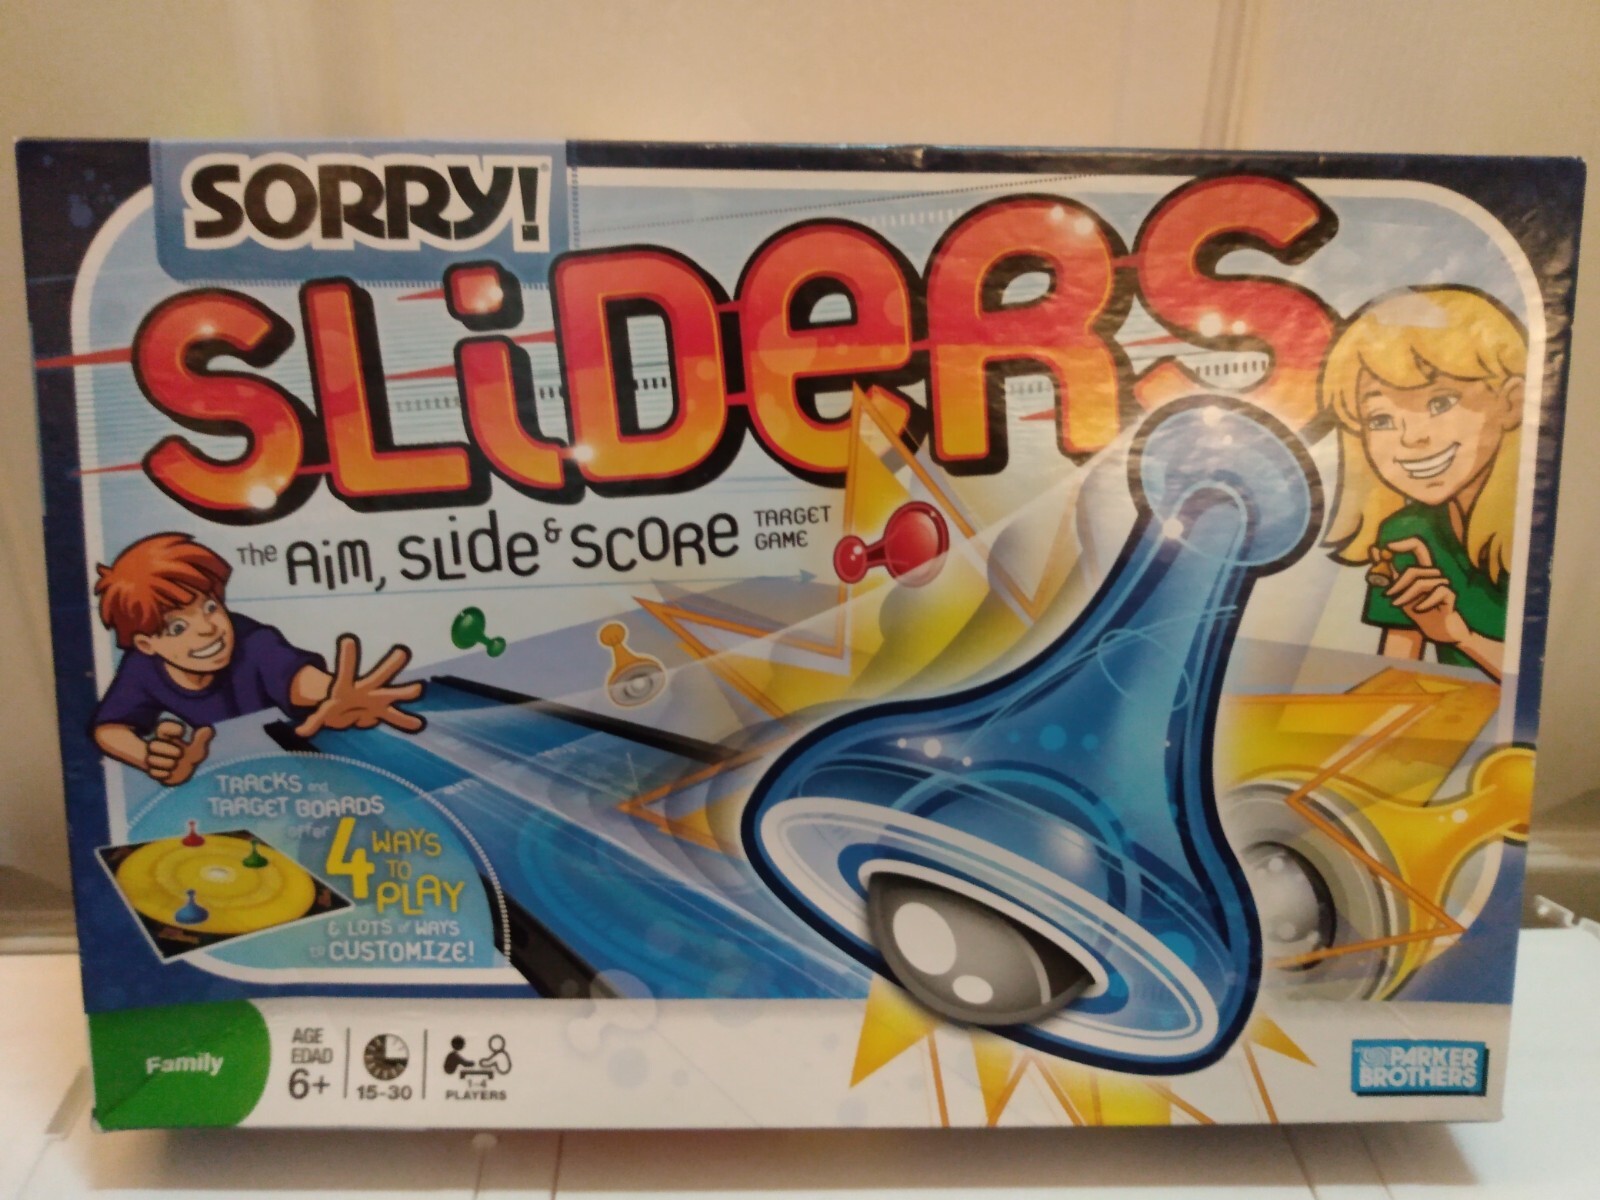 SORRY!
SLiDeRS
The Aim, Slide & SCORe TARGET GAME
TRACKS and
TARGET BOARDS
offer
4 WAYS
TO
PLAY
& LOTS of WAYS
to CUSTOMIZE!
Family
AGE
EDAD
6+
15-30
1-4
PLAYERS
PARKER
BROTHERS